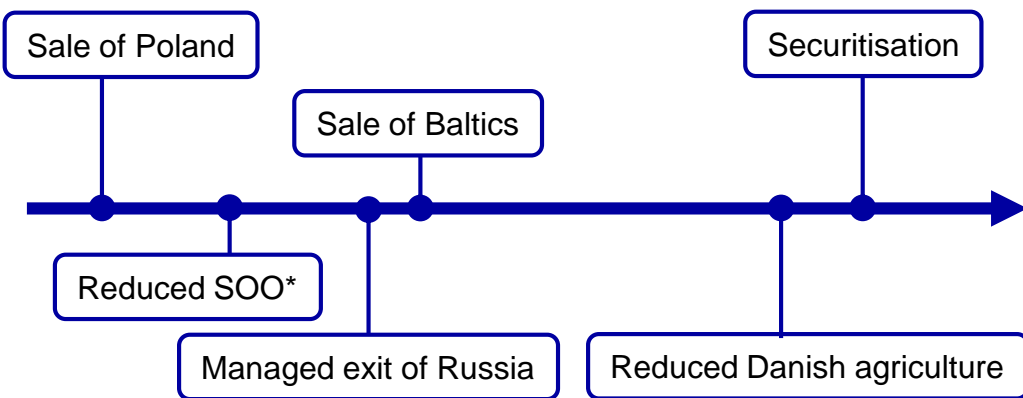 Sale of Poland
Securitisation
Sale of Baltics
Reduced SOO*
Managed exit of Russia
Reduced Danish agriculture